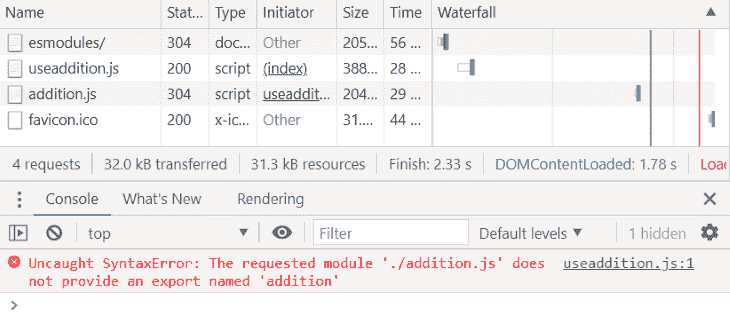 Name Stat... Type Initiator Size Time Waterfall
esmodules/ 304 doc... Other 205... 56 ...
useaddition.js 200 script (index) 388... 28 ...
addition.js 304 script useaddit... 204... 29 ...
favicon.ico 200 x-ic... Other 31.... 44 ...
4 requests 32.0 kB transferred 31.3 kB resources Finish: 2.33 s DOMContentLoaded: 1.78 s Load
Console What's New Rendering
top Filter Default levels 1 hidden
Uncaught SyntaxError: The requested module './addition.js' does useaddition.js:1
not provide an export named 'addition'